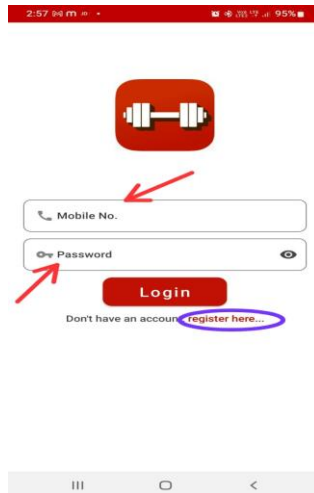 2:57
95%
Mobile No.
Password
Login
Don't have an account register here...